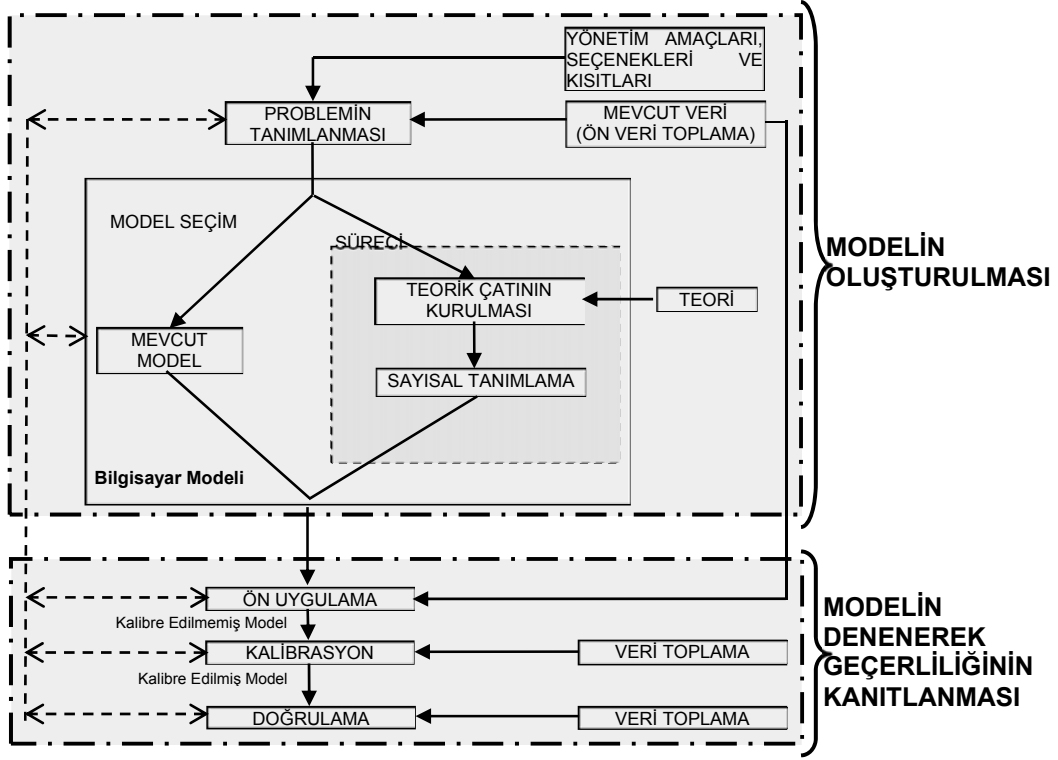 YÖNETİM AMAÇLARI,
SEÇENEKLERİ VE
KISITLARI
PROBLEMİN
TANIMLANMASI
MEVCUT VERİ
(ÖN VERİ TOPLAMA)
MODEL SEÇİM
SÜRECİ
TEORİK ÇATININ
KURULMASI
TEORİ
MEVCUT
MODEL
SAYISAL TANIMLAMA
Bilgisayar Modeli
MODELİN
OLUŞTURULMASI
ÖN UYGULAMA
Kalibre Edilmemiş Model
KALİBRASYON
VERİ TOPLAMA
Kalibre Edilmiş Model
DOĞRULAMA
VERİ TOPLAMA
MODELİN
DENENEREK
GEÇERLİLİĞİNİN
KANITLANMASI